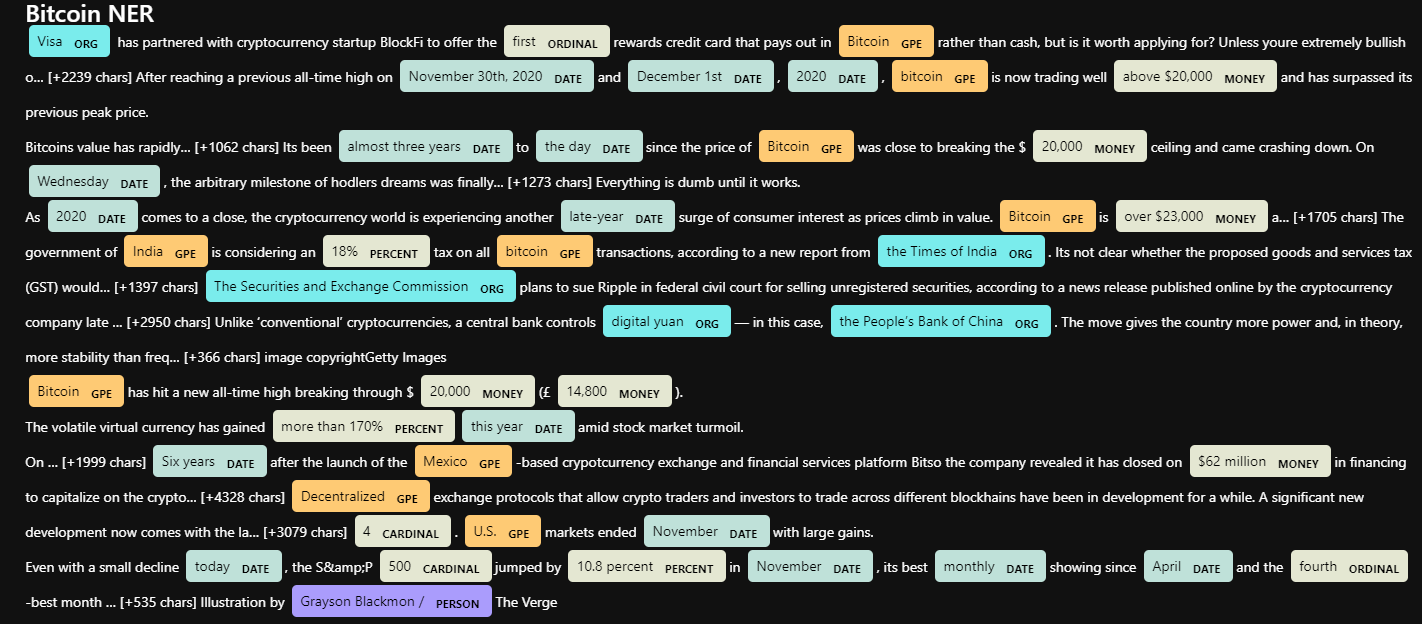 Bitcoin NER
Visa ORG has partnered with cryptocurrency startup BlockFi to offer the first ORDINAL rewards credit card that pays out in Bitcoin GPE rather than cash, but is it worth applying for? Unless youre extremely bullish
o... [+2239 chars] After reaching a previous all-time high on November 30th, 2020 DATE and December 1st DATE , 2020 DATE , bitcoin GPE is now trading well above $20,000 MONEY and has surpassed its
previous peak price.
Bitcoins value has rapidly... [+1062 chars] Its been almost three years DATE to the day DATE since the price of Bitcoin GPE was close to breaking the $ 20,000 MONEY ceiling and came crashing down. On
Wednesday DATE , the arbitrary milestone of hodlers dreams was finally... [+1273 chars] Everything is dumb until it works.
As 2020 DATE comes to a close, the cryptocurrency world is experiencing another late-year DATE surge of consumer interest as prices climb in value. Bitcoin GPE is over $23,000 MONEY a... [+1705 chars] The
government of India GPE is considering an 18% PERCENT tax on all bitcoin GPE transactions, according to a new report from the Times of India ORG . Its not clear whether the proposed goods and services tax
(GST) would... [+1397 chars] The Securities and Exchange Commission ORG plans to sue Ripple in federal civil court for selling unregistered securities, according to a news release published online by the cryptocurrency
company late ... [+2950 chars] Unlike ‘conventional’ cryptocurrencies, a central bank controls digital yuan ORG — in this case, the People’s Bank of China ORG . The move gives the country more power and, in theory,
more stability than freq... [+366 chars] image copyrightGetty Images
Bitcoin GPE has hit a new all-time high breaking through $ 20,000 MONEY (£ 14,800 MONEY ).
The volatile virtual currency has gained more than 170% PERCENT this year DATE amid stock market turmoil.
On ... [+1999 chars] Six years DATE after the launch of the Mexico GPE -based crypotcurrency exchange and financial services platform Bitso the company revealed it has closed on $62 million MONEY in financing
to capitalize on the crypto... [+4328 chars] Decentralized GPE exchange protocols that allow crypto traders and investors to trade across different blockhains have been in development for a while. A significant new
development now comes with the la... [+3079 chars] 4 CARDINAL . U.S. GPE markets ended November DATE with large gains.
Even with a small decline today DATE , the S&amp;P 500 CARDINAL jumped by 10.8 percent PERCENT in November DATE , its best monthly DATE showing since April DATE and the fourth ORDINAL
-best month ... [+535 chars] Illustration by Grayson Blackmon / PERSON The Verge